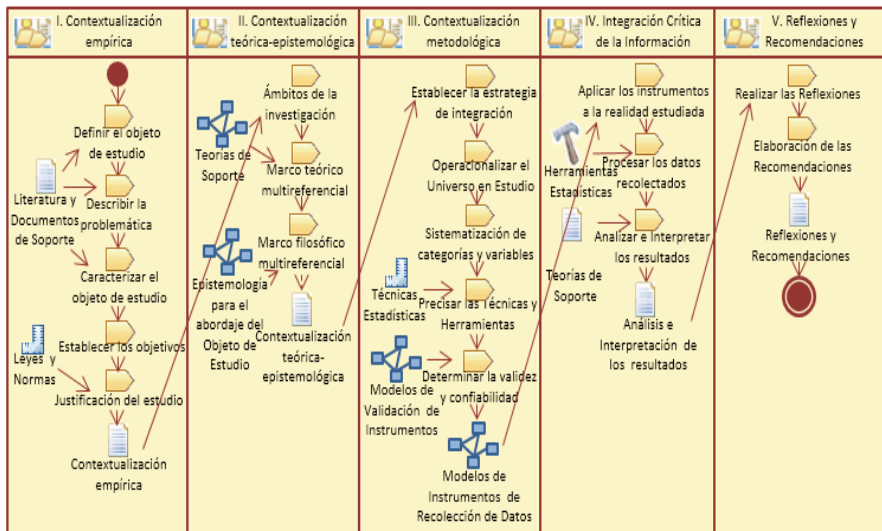 I. Contextualización
empírica
Definir el objeto
de estudio
Literatura y
Documentos
de Soporte
Describir la
problemática
Caracterizar el
objeto de estudio
Establecer los objetivos
Leyes y
Normas
Justificación del estudio
Contextualización
empírica
II. Contextualización
teórica-epistemológica
Ámbitos de la
investigación
Teorías de
Soporte
Marco teórico
multireferencial
Marco filosófico
multireferencial
Epistemología
para el
abordaje del
Objeto de
Estudio
Contextualización
teórica-
epistemológica
III. Contextualización
metodológica
Establecer la estrategia
de integración
Operacionalizar el
Universo en Estudio
Sistematización de
categorías y variables
Técnicas
Estadísticas
Precisar las Técnicas y
Herramientas
Determinar la validez
y confiabilidad
Modelos de
Validación de
Instrumentos
Modelos de
Instrumentos de
Recolección de Datos
IV. Integración Crítica
de la Información
Aplicar los instrumentos
a la realidad estudiada
Herramientas
Estadísticas
Procesar los datos
recolectados
Analizar e Interpretar
los resultados
Teorías de
Soporte
Análisis e
Interpretación de
los resultados
V. Reflexiones y
Recomendaciones
Realizar las Reflexiones
Elaboración de las
Recomendaciones
Reflexiones y
Recomendaciones